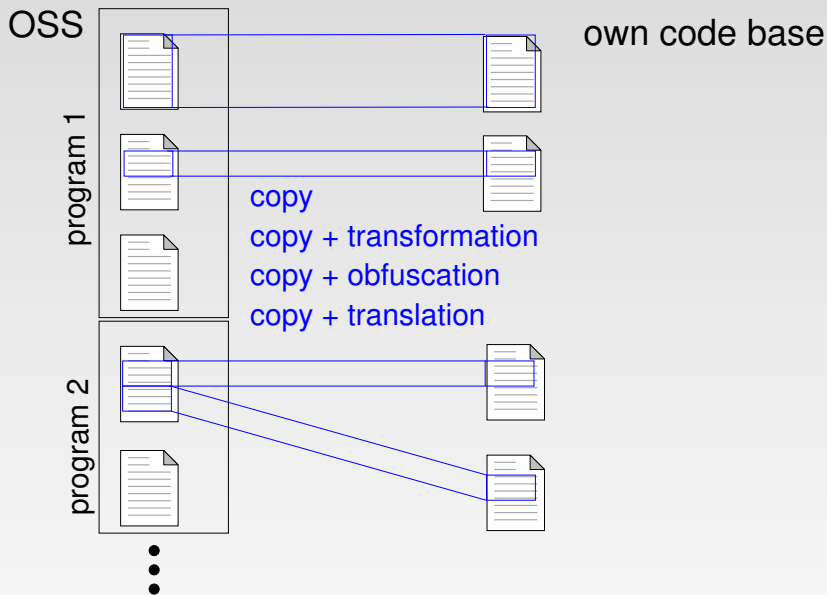 OSS
own code base
program 1
copy
copy + transformation
copy + obfuscation
copy + translation
program 2